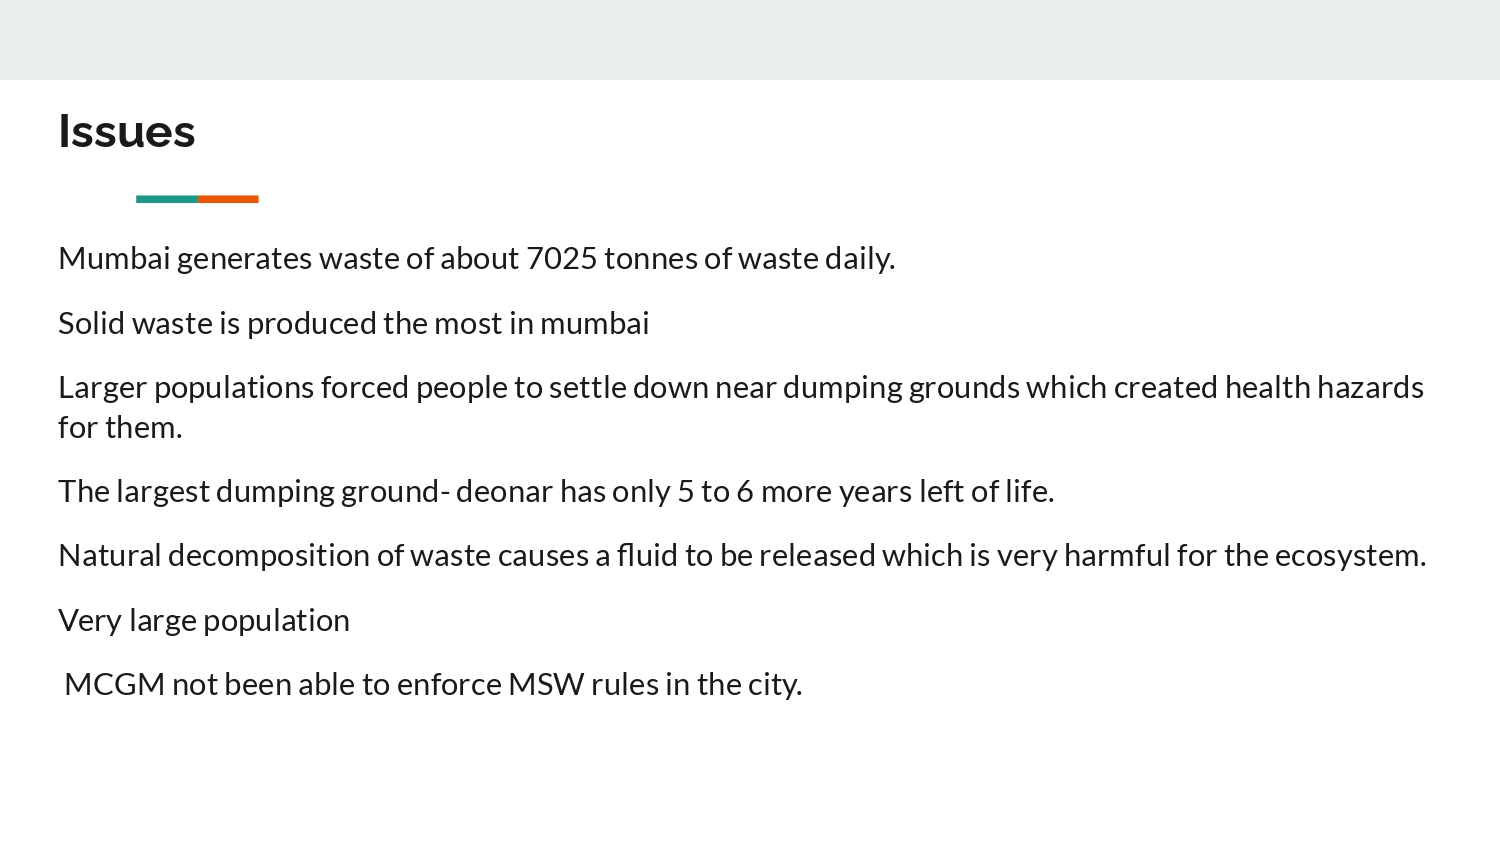 Issues
Mumbai generates waste of about 7025 tonnes of waste daily.
Solid waste is produced the most in mumbai
Larger populations forced people to settle down near dumping grounds which created health hazards
for them.
The largest dumping ground- deonar has only 5 to 6 more years left of life.
Natural decomposition of waste causes a fluid to be released which is very harmful for the ecosystem.
Very large population
MCGM not been able to enforce MSW rules in the city.